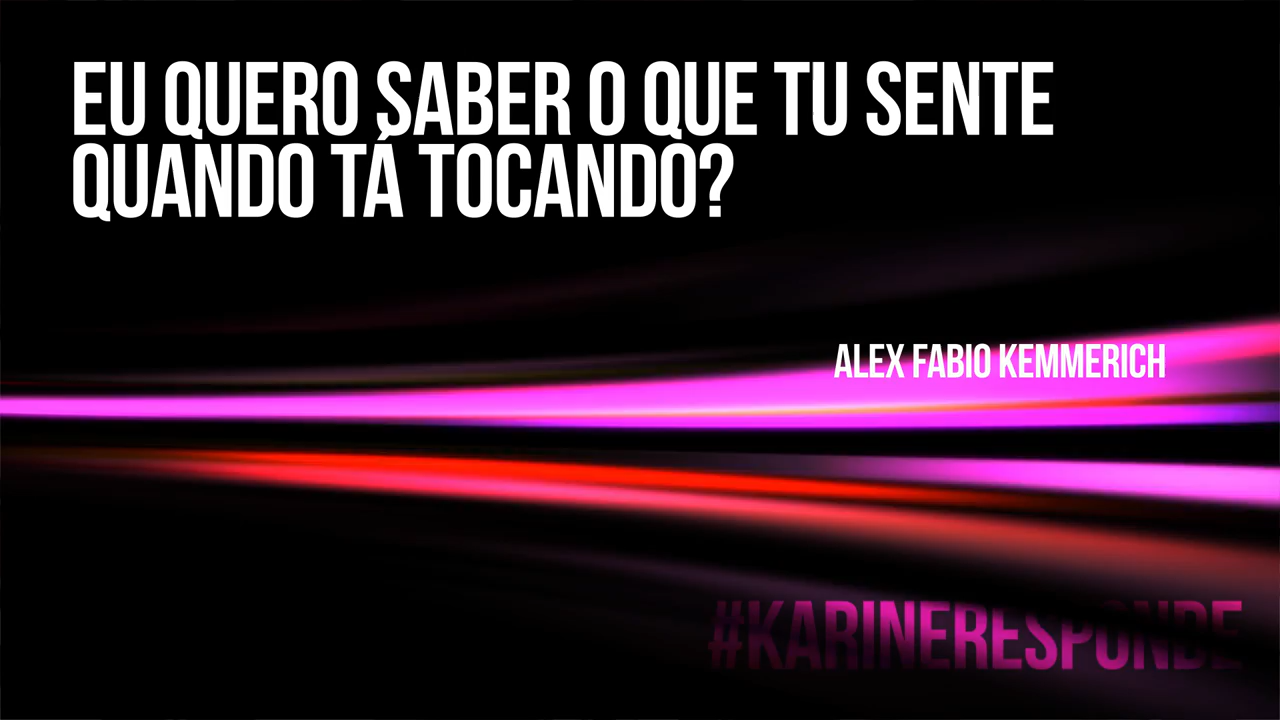 EU QUERO SABER O QUE TU SENTE
QUANDO TÁ TOCANDO?
ALEX FABIO KEMMERICH
#KARINERESPONDE